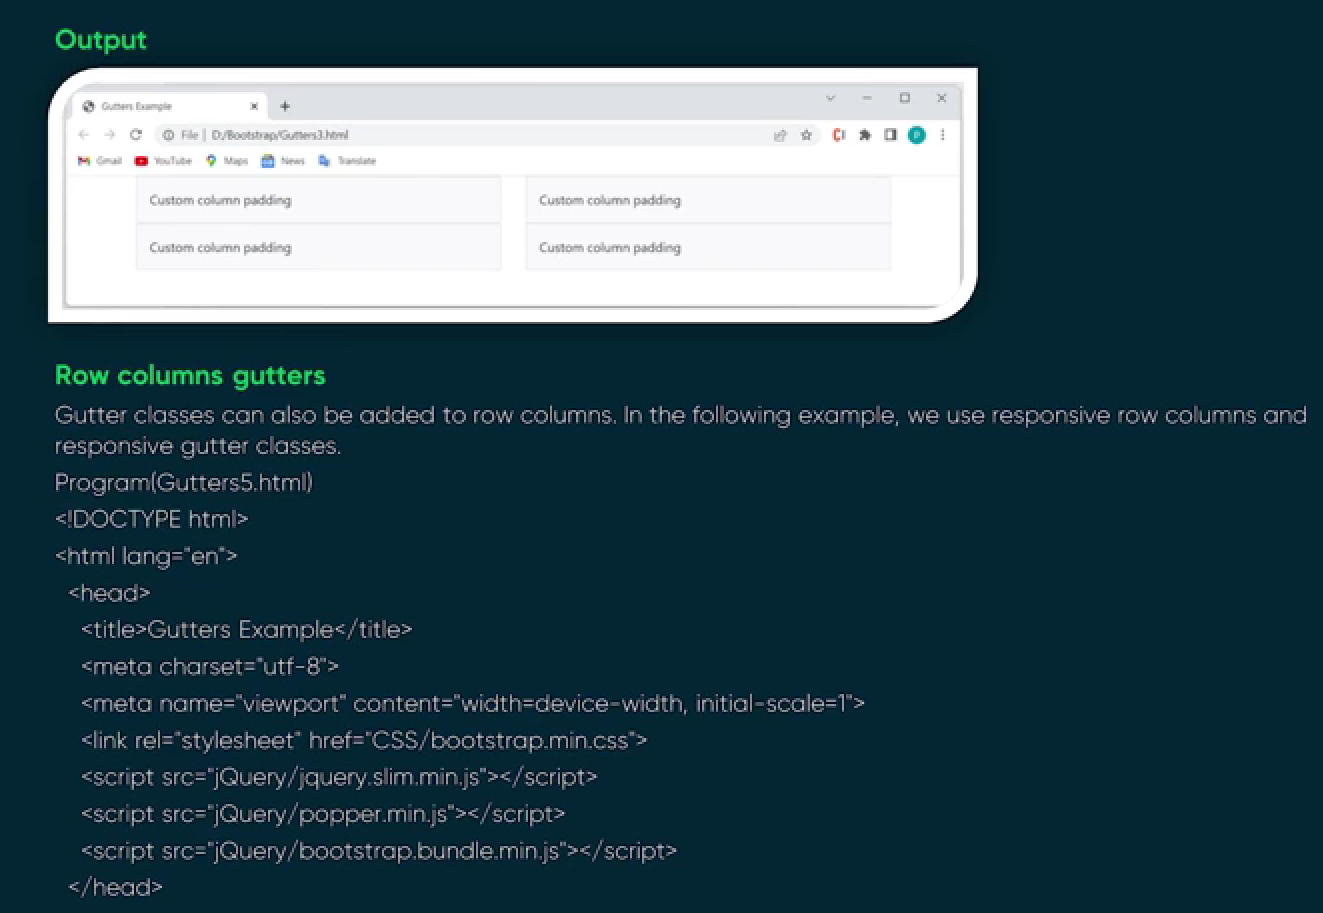 Output
Gutters Example
File | D:/Bootstrap/Gutters3.html
Gmail YouTube Maps News Translate
Custom column padding Custom column padding
Custom column padding Custom column padding
Row columns gutters
Gutter classes can also be added to row columns. In the following example, we use responsive row columns and
responsive gutter classes.
Program(Gutters5.html)
<!DOCTYPE html>
<html lang="en">
<head>
<title>Gutters Example</title>
<meta charset="utf-8">
<meta name="viewport" content="width=device-width, initial-scale=1">
<link rel="stylesheet" href="CSS/bootstrap.min.css">
<script src="jQuery/jquery.slim.min.js"></script>
<script src="jQuery/popper.min.js"></script>
<script src="jQuery/bootstrap.bundle.min.js"></script>
</head>